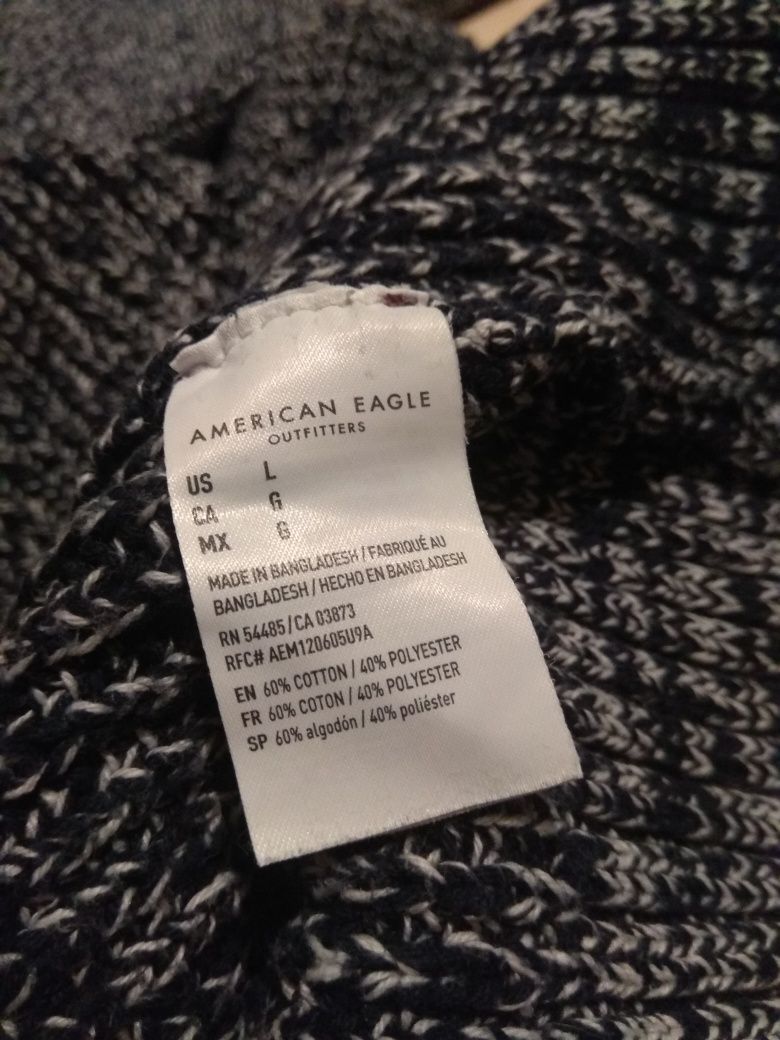 AMERICAN EAGLE
OUTFITTERS
US L
CA G
MX G
MADE IN BANGLADESH / FABRIQUÉ AU
BANGLADESH / HECHO EN BANGLADESH
RN 54485 / CA 03873
RFC# AEM120605U9A
EN 60% COTTON / 40% POLYESTER
FR 60% COTON / 40% POLYESTER
SP 60% algodón / 40% poliéster